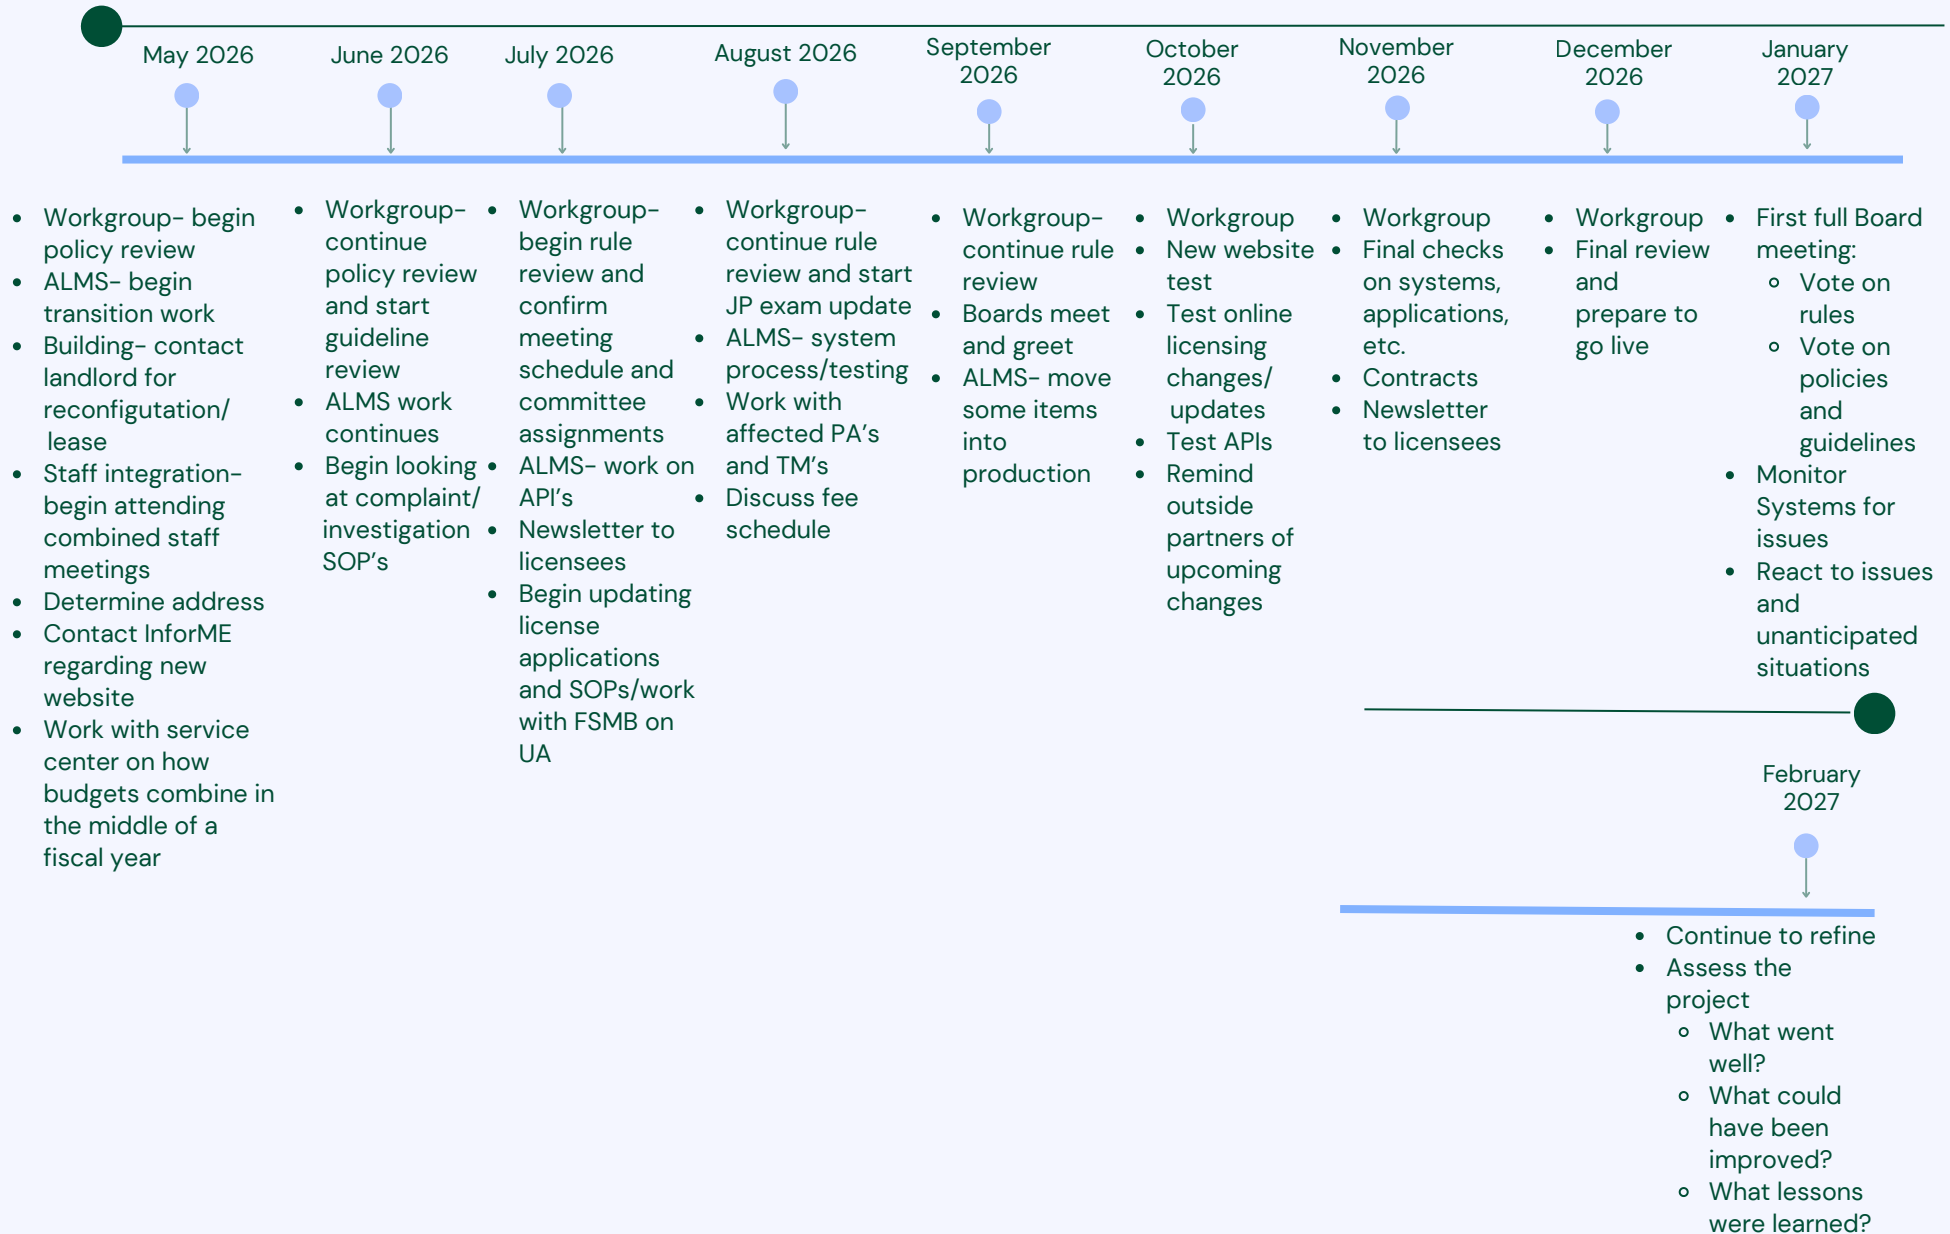 May 2026
June 2026
July 2026
August 2026
September
2026
October
2026
November
2026
December
2026
January
2027
• Workgroup- begin
policy review
• ALMS- begin
transition work
• Building- contact
landlord for
reconfigutation/
lease
• Staff integration-
begin attending
combined staff
meetings
• Determine address
• Contact InforME
regarding new
website
• Work with service
center on how
budgets combine in
the middle of a
fiscal year
• Workgroup-
continue
policy review
and start
guideline
review
• ALMS work
continues
• Begin looking
at complaint/
investigation
SOP's
• Workgroup-
begin rule
review and
confirm
meeting
schedule and
committee
assignments
• ALMS- work on
API's
• Newsletter to
licensees
• Begin updating
license
applications
and SOPs/work
with FSMB on
UA
• Workgroup-
continue rule
review and start
JP exam update
• ALMS- system
process/testing
• Work with
affected PA's
and TM's
• Discuss fee
schedule
• Workgroup-
continue rule
review
• Boards meet
and greet
• ALMS- move
some items
into
production
• Workgroup
• New website
test
• Test online
licensing
changes/
updates
• Test APIs
• Remind
outside
partners of
upcoming
changes
• Workgroup
• Final checks
on systems,
applications,
etc.
• Contracts
• Newsletter
to licensees
• Workgroup
• Final review
and
prepare to
go live
• First full Board
meeting:
◦ Vote on
rules
◦ Vote on
policies
and
guidelines
• Monitor
Systems for
issues
• React to issues
and
unanticipated
situations
February
2027
• Continue to refine
• Assess the
project
◦ What went
well?
◦ What could
have been
improved?
◦ What lessons
were learned?